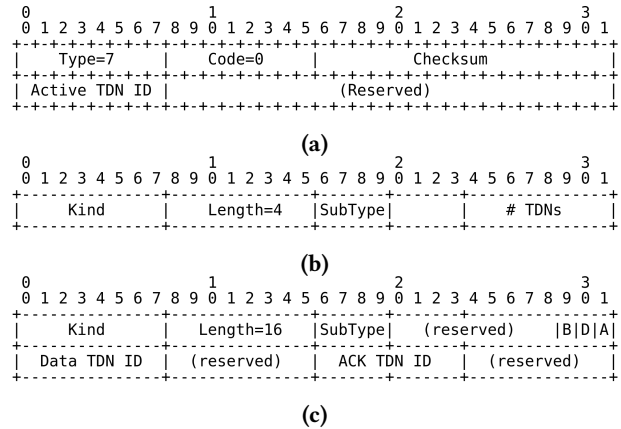 0                   1                   2                   3
0 1 2 3 4 5 6 7 8 9 0 1 2 3 4 5 6 7 8 9 0 1 2 3 4 5 6 7 8 9 0 1
+-+-+-+-+-+-+-+-+-+-+-+-+-+-+-+-+-+-+-+-+-+-+-+-+-+-+-+-+-+-+-+-+
|    Type=7     |    Code=0     |          Checksum             |
+-+-+-+-+-+-+-+-+-+-+-+-+-+-+-+-+-+-+-+-+-+-+-+-+-+-+-+-+-+-+-+-+
| Active TDN ID |                  (Reserved)                   |
+-+-+-+-+-+-+-+-+-+-+-+-+-+-+-+-+-+-+-+-+-+-+-+-+-+-+-+-+-+-+-+-+
(a)
0                   1                   2                   3
0 1 2 3 4 5 6 7 8 9 0 1 2 3 4 5 6 7 8 9 0 1 2 3 4 5 6 7 8 9 0 1
+---------------+---------------+-------+-------+---------------+
|     Kind      |    Length=4   |SubType|       |    # TDNs     |
+---------------+---------------+-------+-------+---------------+
(b)
0                   1                   2                   3
0 1 2 3 4 5 6 7 8 9 0 1 2 3 4 5 6 7 8 9 0 1 2 3 4 5 6 7 8 9 0 1
+---------------+---------------+-------+-----------------------+
|     Kind      |   Length=16   |SubType|   (reserved)    |B|D|A|
+---------------+---------------+-------+-------+---------------+
|  Data TDN ID  |  (reserved)   |  ACK TDN ID   |  (reserved)   |
+---------------+---------------+---------------+---------------+
(c)